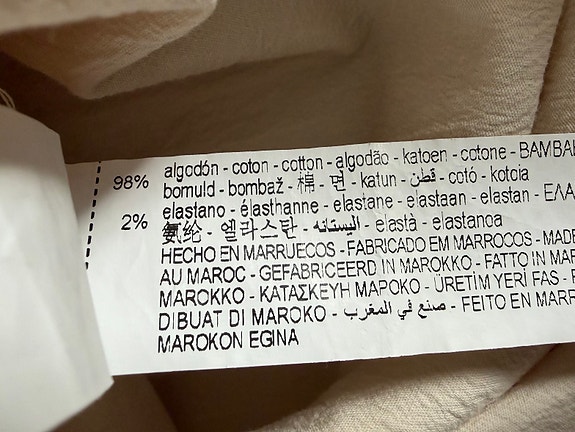 98% algodón - coton - cotton - algodão - katoen - cotone - BAMBA
bomuld - bombaž - 棉 - 면 - katun - قطن - cotó - kotoia
2% elastano - élasthanne - elastane - elastaan - elastan - ΕΛΑ
氨纶 - 엘라스탄 - اليستانه - elastà - elastanoa
HECHO EN MARRUECOS - FABRICADO EM MARROCOS - MADE
AU MAROC - GEFABRICEERD IN MAROKKO - FATTO IN MAR
MAROKKO - ΚΑΤΑΣΚΕΥΗ ΜΑΡΟΚΟ - ÜRETİM YERİ FAS - F
DIBUAT DI MAROKO - صنع في المغرب - FEITO EN MARR
MAROKON EGINA